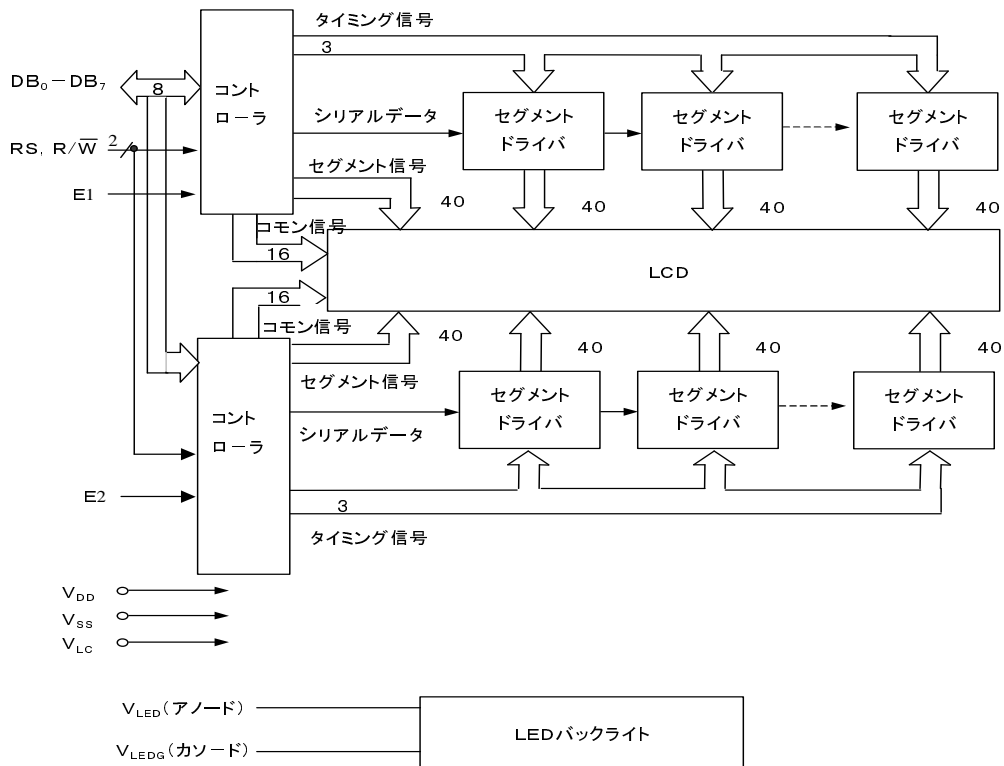 タイミング信号
3
DB₀－DB₇
8
コント
ローラ
シリアルデータ
セグメント
ドライバ
セグメント
ドライバ
セグメント
ドライバ
RS, R/W̅
2
セグメント信号
E1
40
40
40
40
コモン信号
16
LCD
16
コモン信号
40
40
40
40
セグメント信号
コント
ローラ
シリアルデータ
セグメント
ドライバ
セグメント
ドライバ
セグメント
ドライバ
E2
3
タイミング信号
V_DD
V_SS
V_LC
V_LED(アノード)
LEDバックライト
V_LEDG(カソード)